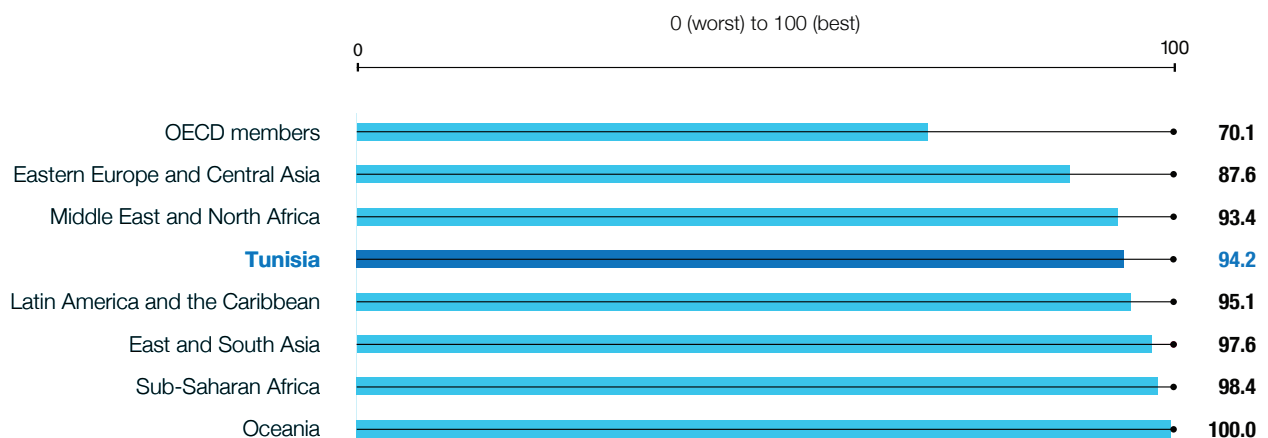 0 (worst) to 100 (best)
0 100
OECD members 70.1
Eastern Europe and Central Asia 87.6
Middle East and North Africa 93.4
Tunisia 94.2
Latin America and the Caribbean 95.1
East and South Asia 97.6
Sub-Saharan Africa 98.4
Oceania 100.0